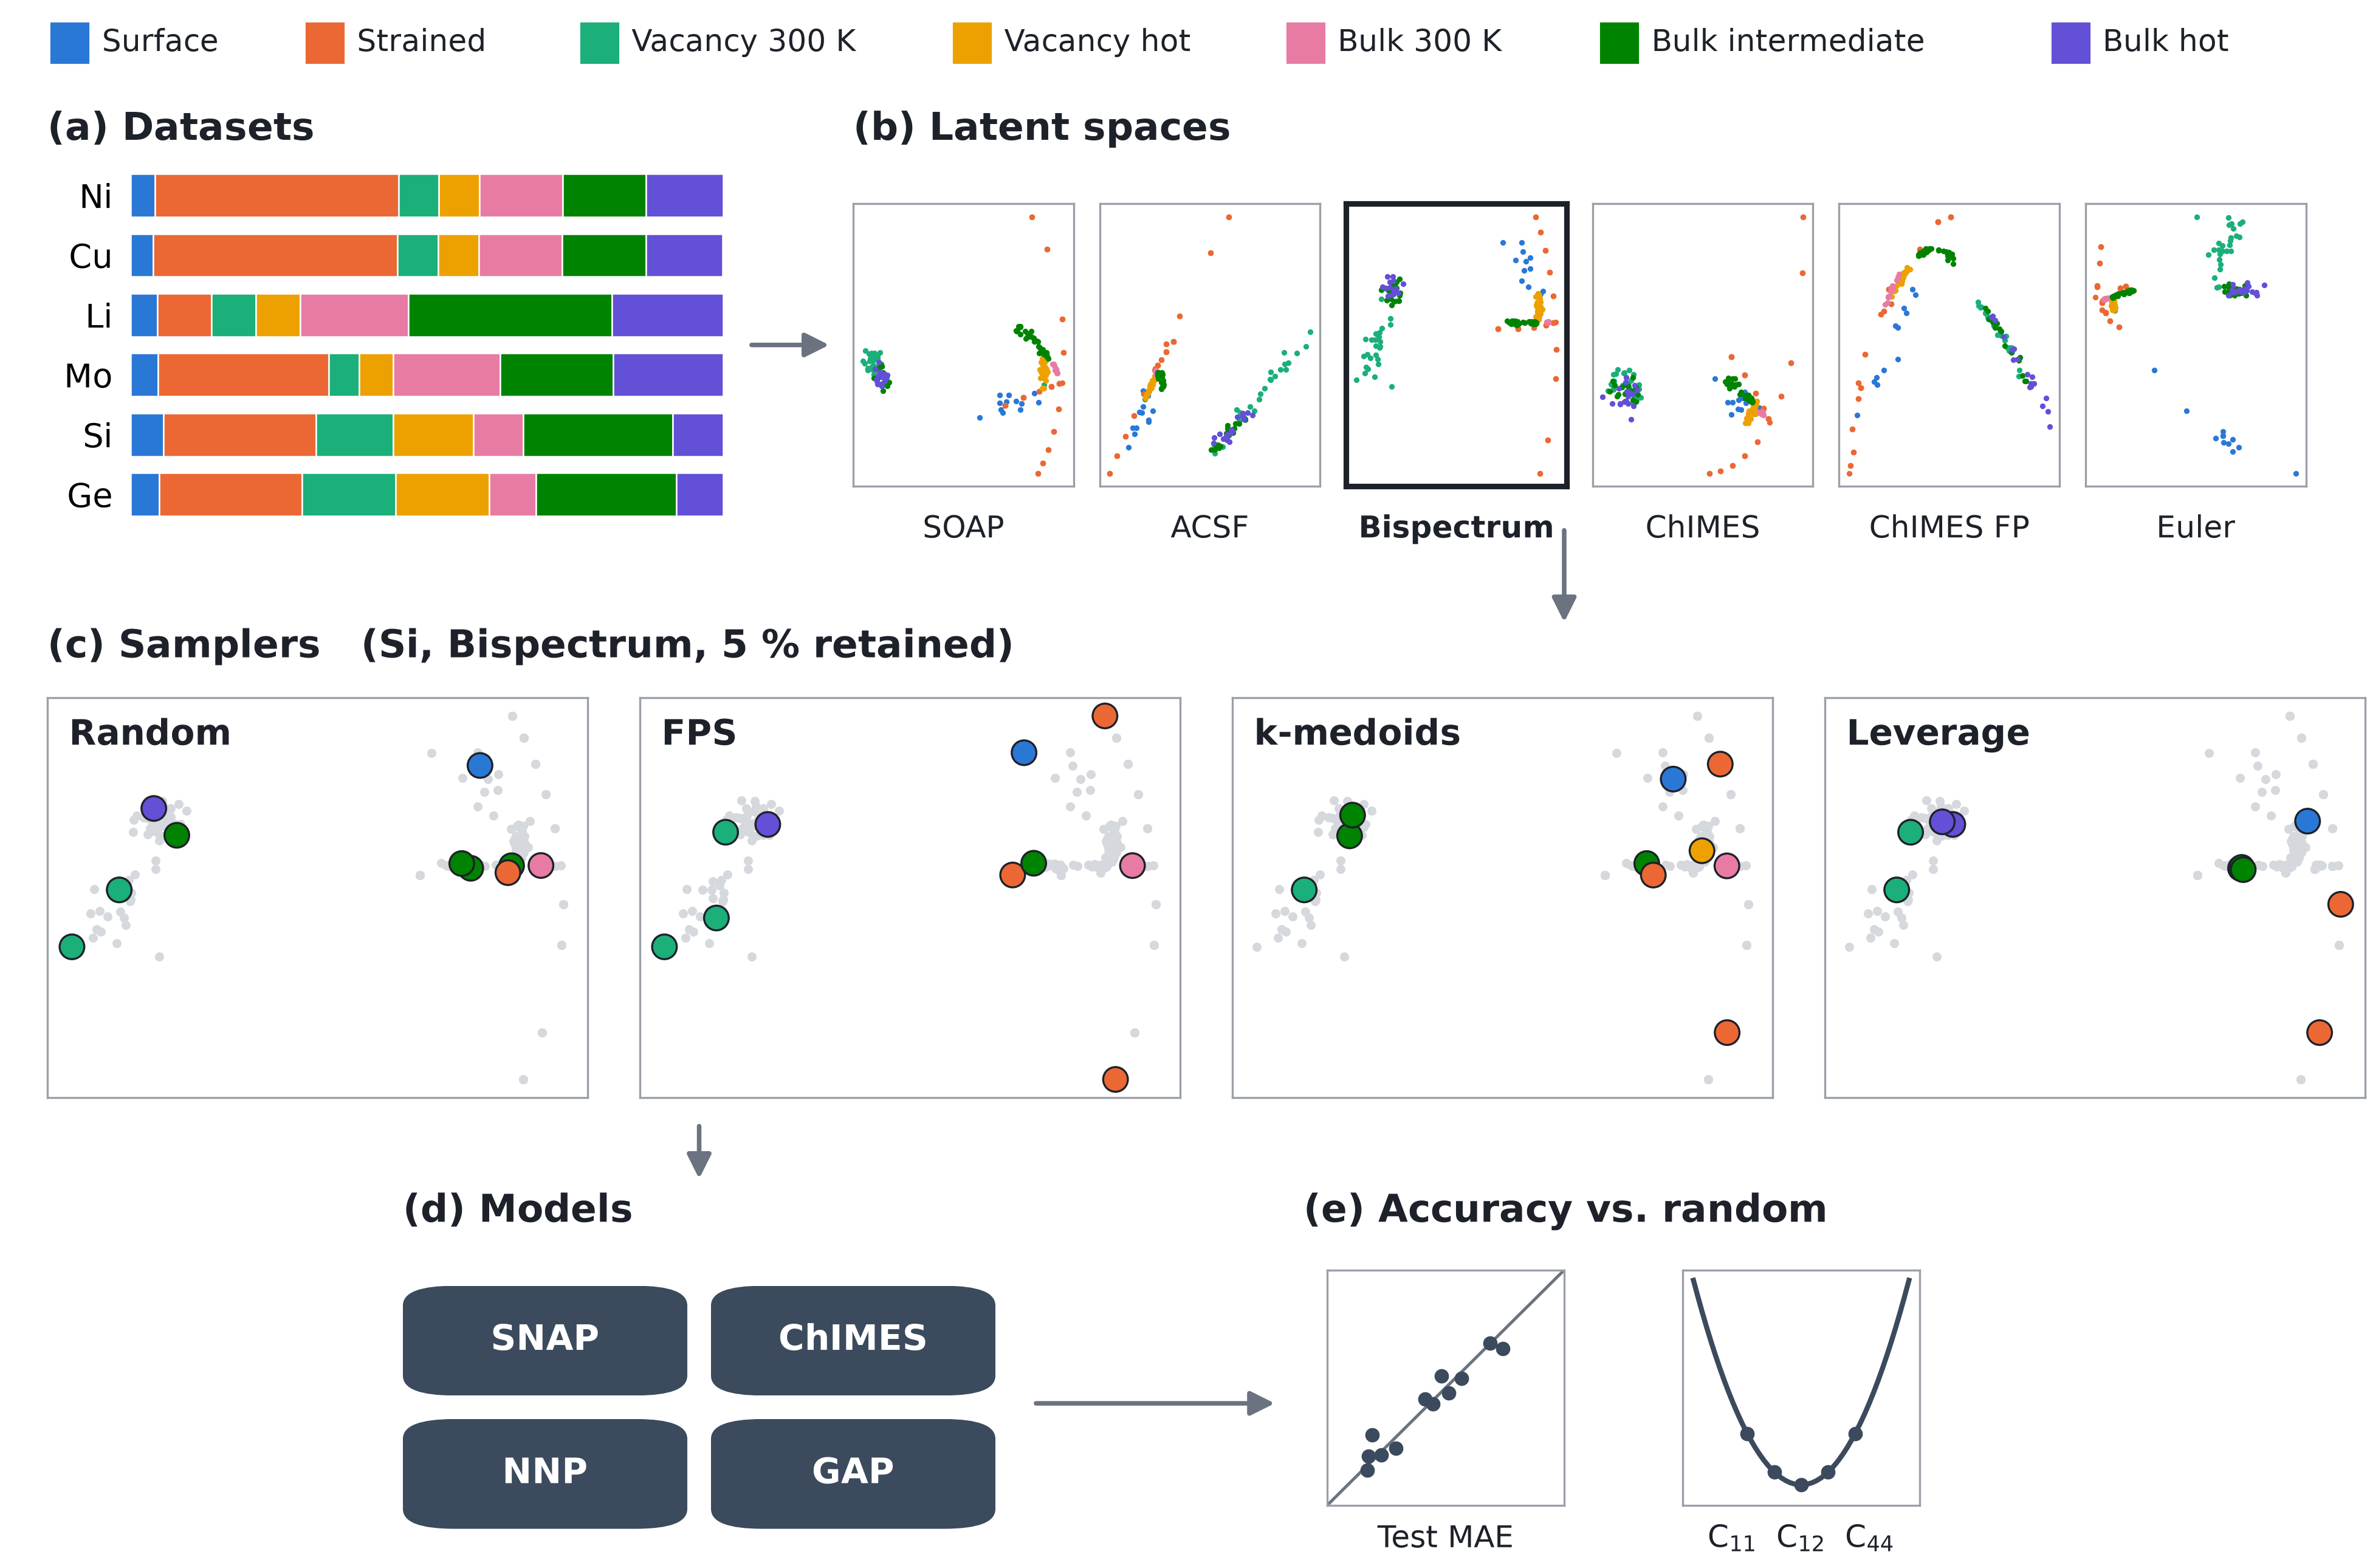 Surface Strained Vacancy 300 K Vacancy hot Bulk 300 K Bulk intermediate Bulk hot
(a) Datasets
Ni
Cu
Li
Mo
Si
Ge
(b) Latent spaces
SOAP ACSF Bispectrum ChIMES ChIMES FP Euler
(c) Samplers (Si, Bispectrum, 5 % retained)
Random FPS k-medoids Leverage
(d) Models
SNAP ChIMES
NNP GAP
(e) Accuracy vs. random
Test MAE C₁₁ C₁₂ C₄₄